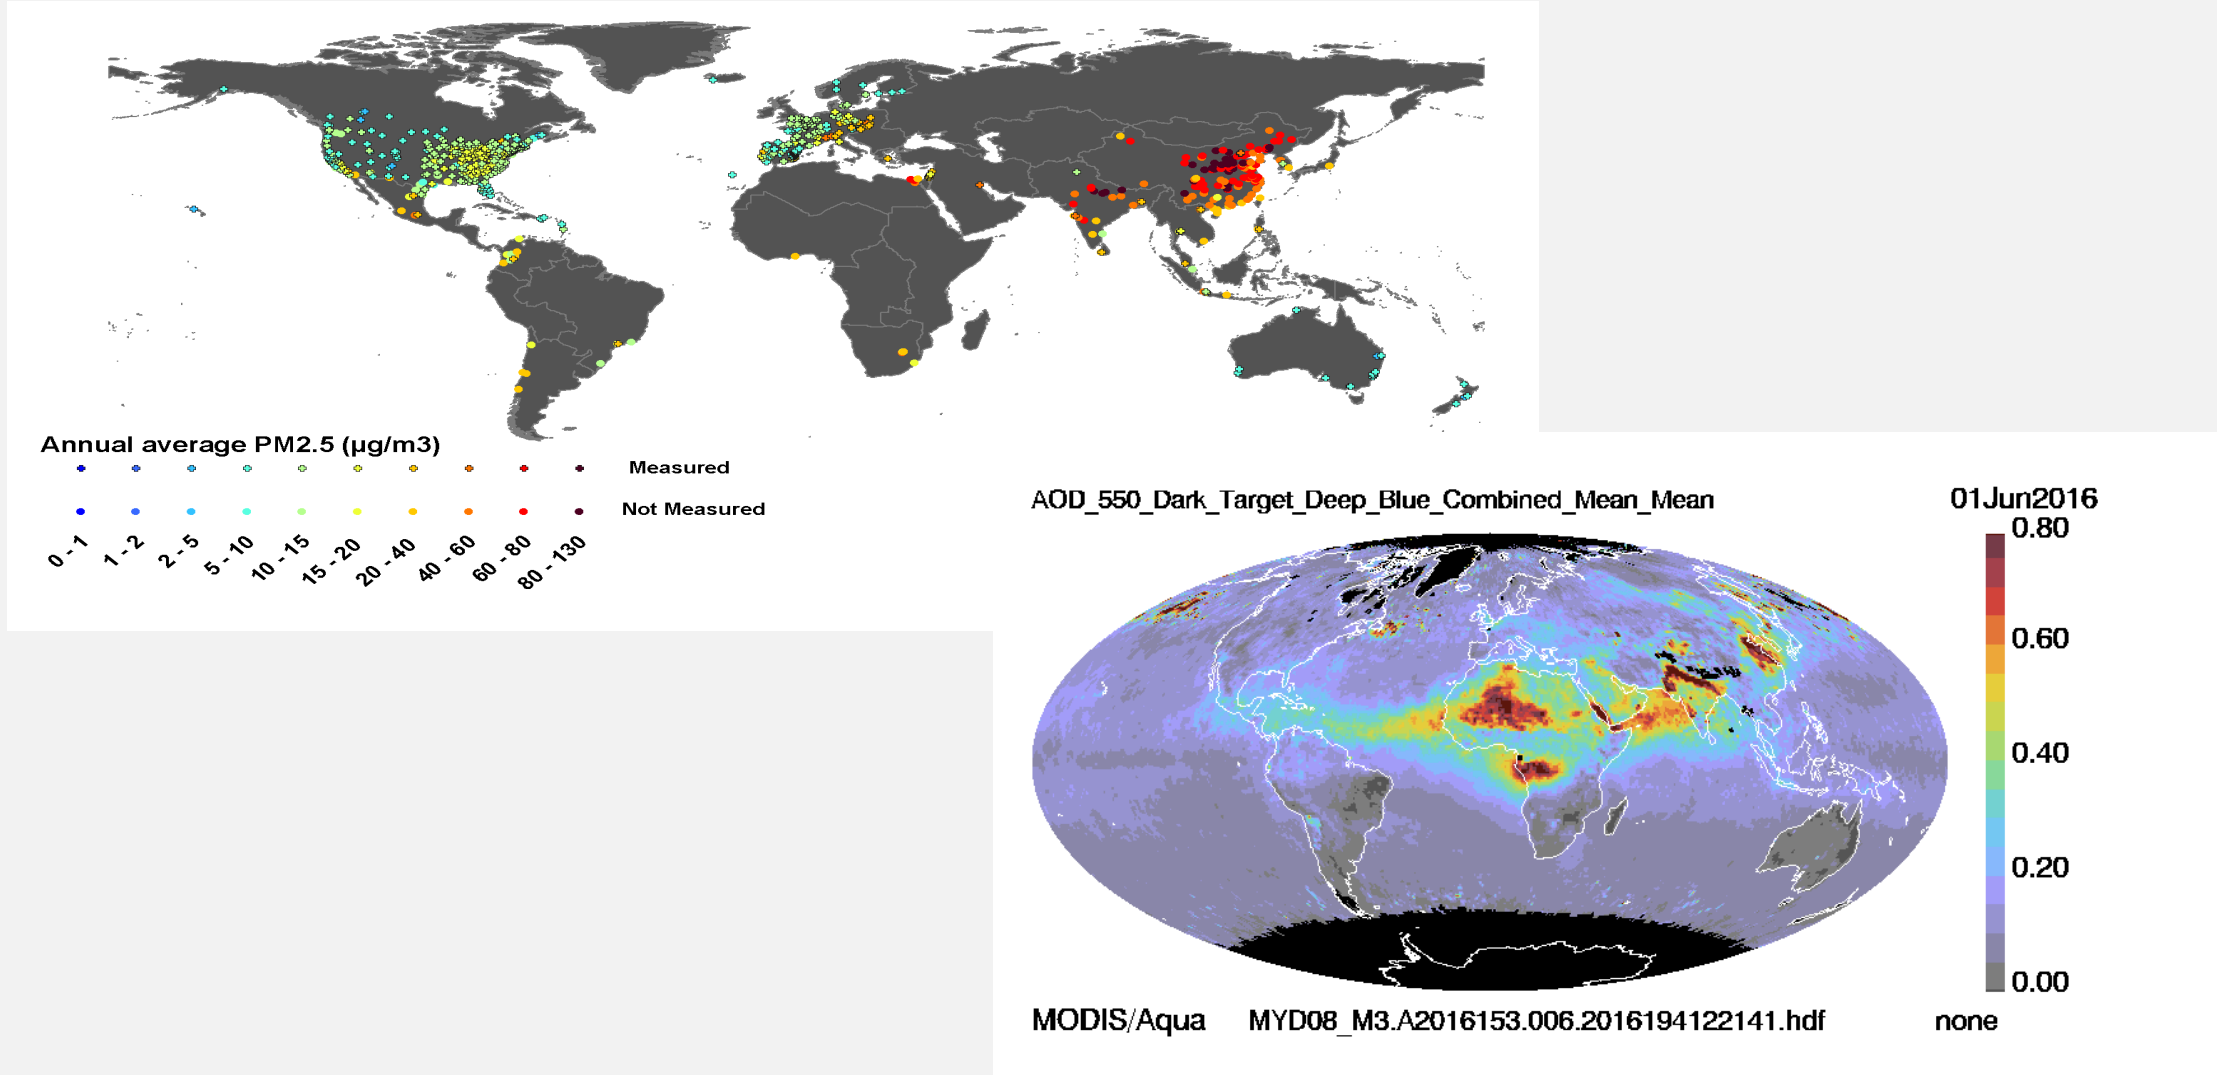 Annual average PM2.5 (µg/m3)
Measured
Not Measured
0 - 1
1 - 2
2 - 5
5 - 10
10 - 15
15 - 20
20 - 40
40 - 60
60 - 80
80 - 130
AOD_550_Dark_Target_Deep_Blue_Combined_Mean_Mean
01Jun2016
0.80
0.60
0.40
0.20
0.00
MODIS/Aqua MYD08_M3.A2016153.006.2016194122141.hdf none